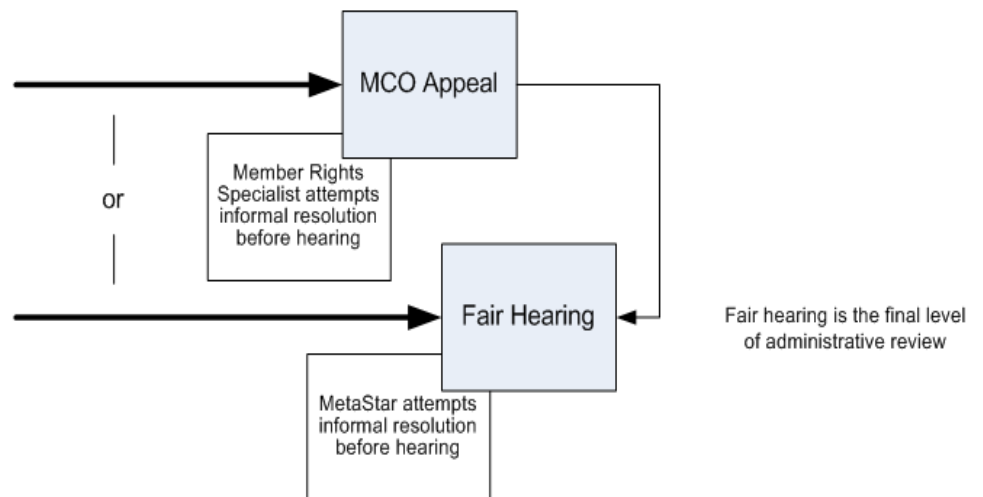 MCO Appeal
Member Rights
Specialist attempts
informal resolution
before hearing
or
Fair Hearing
Fair hearing is the final level
of administrative review
MetaStar attempts
informal resolution
before hearing